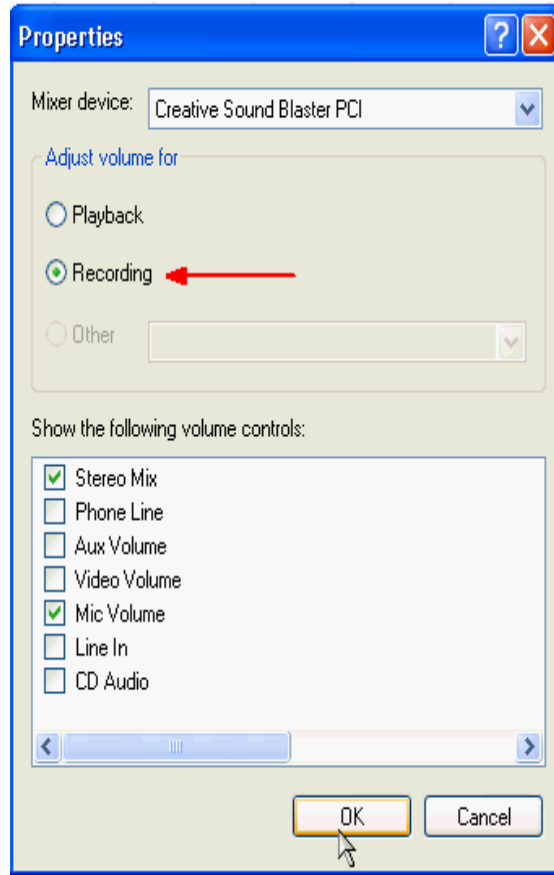 Properties
Mixer device: Creative Sound Blaster PCI
Adjust volume for
Playback
Recording
Other
Show the following volume controls:
Stereo Mix
Phone Line
Aux Volume
Video Volume
Mic Volume
Line In
CD Audio
OK Cancel